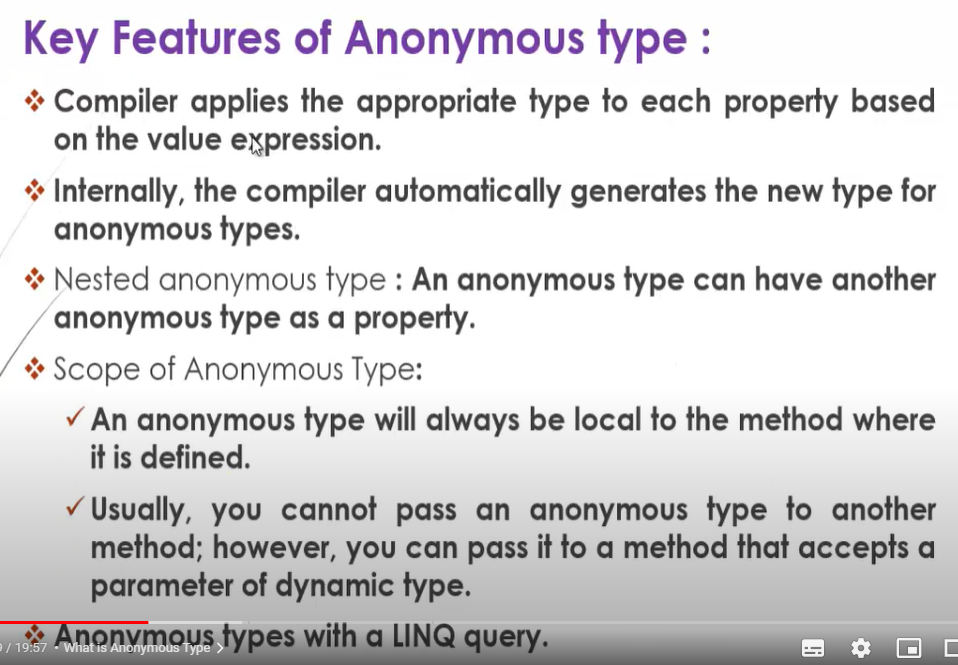 Key Features of Anonymous type :
Compiler applies the appropriate type to each property based
on the value expression.
Internally, the compiler automatically generates the new type for
anonymous types.
Nested anonymous type : An anonymous type can have another
anonymous type as a property.
Scope of Anonymous Type:
An anonymous type will always be local to the method where
it is defined.
Usually, you cannot pass an anonymous type to another
method; however, you can pass it to a method that accepts a
parameter of dynamic type.
Anonymous types with a LINQ query.
/ 19:57 • What is Anonymous Type